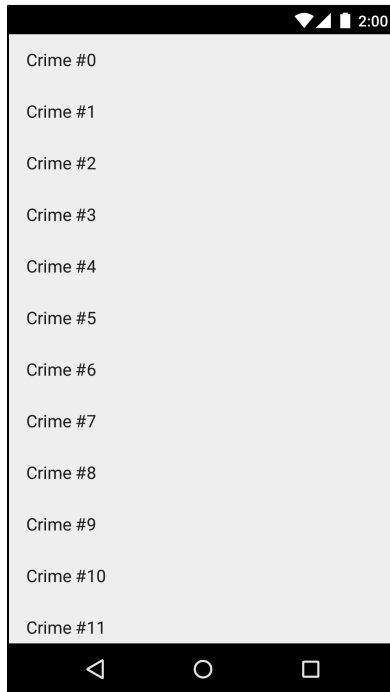 2:00
Crime #0
Crime #1
Crime #2
Crime #3
Crime #4
Crime #5
Crime #6
Crime #7
Crime #8
Crime #9
Crime #10
Crime #11